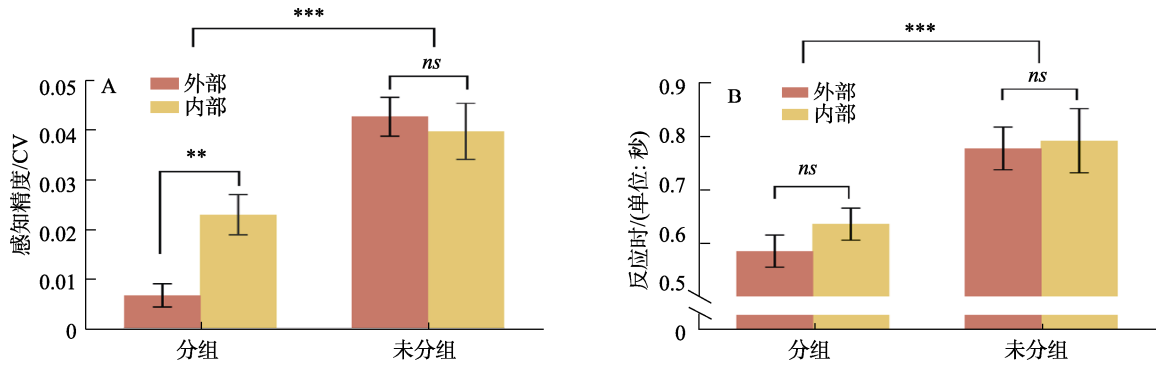 ***
A
外部
内部
**
ns
0.05
0.04
0.03
0.02
0.01
0
感知精度/CV
分组
未分组
***
B
外部
内部
ns
ns
0.9
0.8
0.7
0.6
0.5
0
反应时/(单位: 秒)
分组
未分组